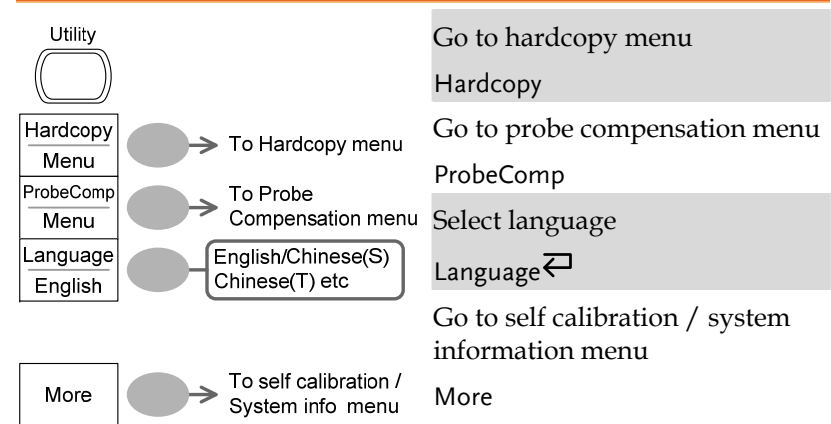 Utility
Hardcopy
Menu
To Hardcopy menu
ProbeComp
Menu
To Probe
Compensation menu
Language
English
English/Chinese(S)
Chinese(T) etc
More
To self calibration /
System info menu
Go to hardcopy menu
Hardcopy
Go to probe compensation menu
ProbeComp
Select language
Language
Go to self calibration / system
information menu
More